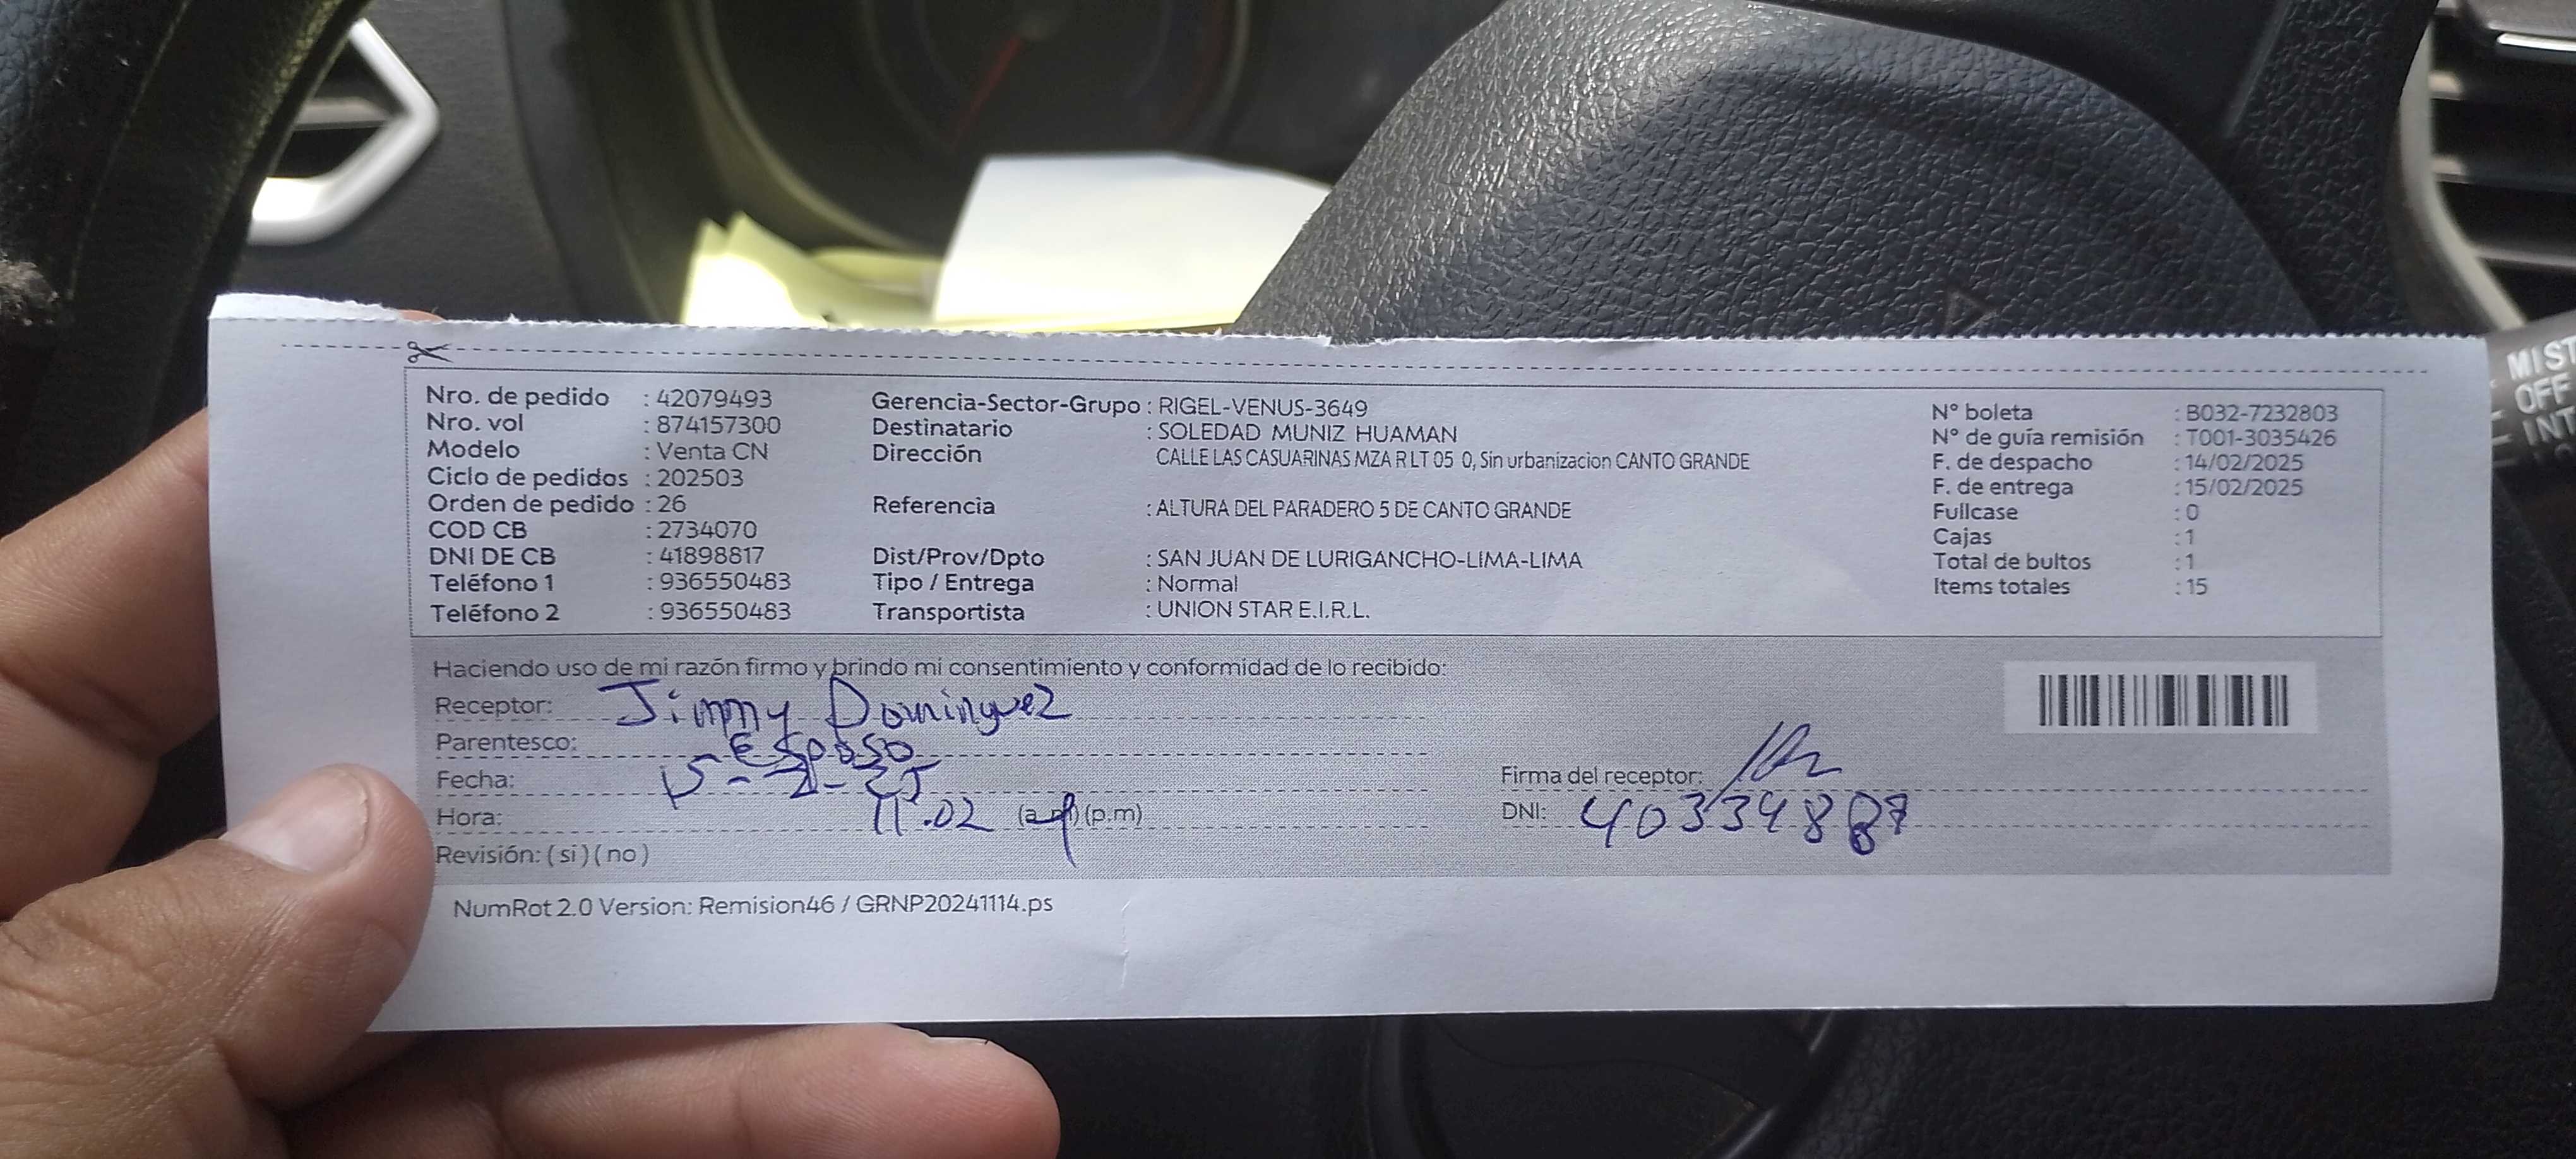 Nro. de pedido : 42079493
Nro. vol : 874157300
Modelo : Venta CN
Ciclo de pedidos : 202503
Orden de pedido : 26
COD CB : 2734070
DNI DE CB : 41898817
Teléfono 1 : 936550483
Teléfono 2 : 936550483
Gerencia-Sector-Grupo : RIGEL-VENUS-3649
Destinatario : SOLEDAD MUNIZ HUAMAN
Dirección CALLE LAS CASUARINAS MZA R LT 05 0, Sin urbanizacion CANTO GRANDE
Referencia : ALTURA DEL PARADERO 5 DE CANTO GRANDE
Dist/Prov/Dpto : SAN JUAN DE LURIGANCHO-LIMA-LIMA
Tipo / Entrega : Normal
Transportista : UNION STAR E.I.R.L.
N° boleta : B032-7232803
N° de guía remisión : T001-3035426
F. de despacho : 14/02/2025
F. de entrega : 15/02/2025
Fullcase : 0
Cajas : 1
Total de bultos : 1
Items totales : 15
Haciendo uso de mi razón firmo y brindo mi consentimiento y conformidad de lo recibido:
Receptor: Jimmy Dominguez
Parentesco: Esposo
Fecha: 15-2-25
Hora: 11.02 (a.m) (p.m)
Revisión: (si) (no)
Firma del receptor:
DNI: 40334887
NumRot 2.0 Version: Remision46 / GRNP20241114.ps
MIST
OFF
INT